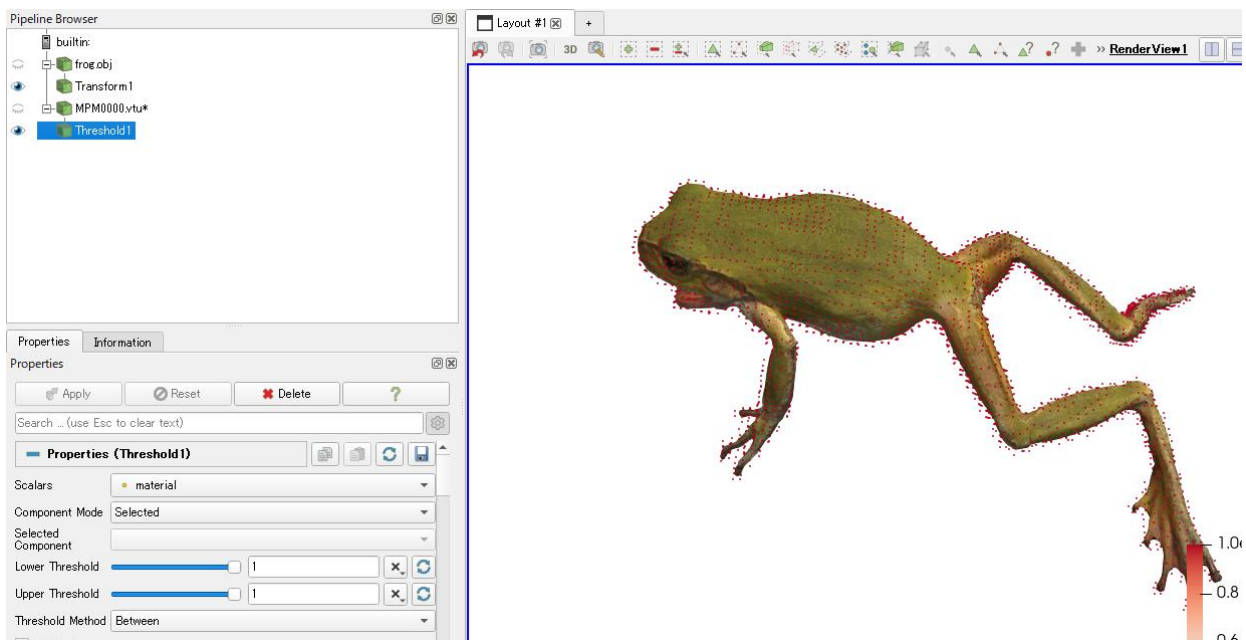 Pipeline Browser
builtin:
frog.obj
Transform1
MPM0000.vtu*
Threshold1
Properties
Information
Properties
Apply
Reset
Delete
?
Search ... (use Esc to clear text)
Properties (Threshold1)
Scalars
material
Component Mode
Selected
Selected
Component
Lower Threshold
1
Upper Threshold
1
Threshold Method
Between
Layout #1
+
3D
RenderView1
1.0e
0.8